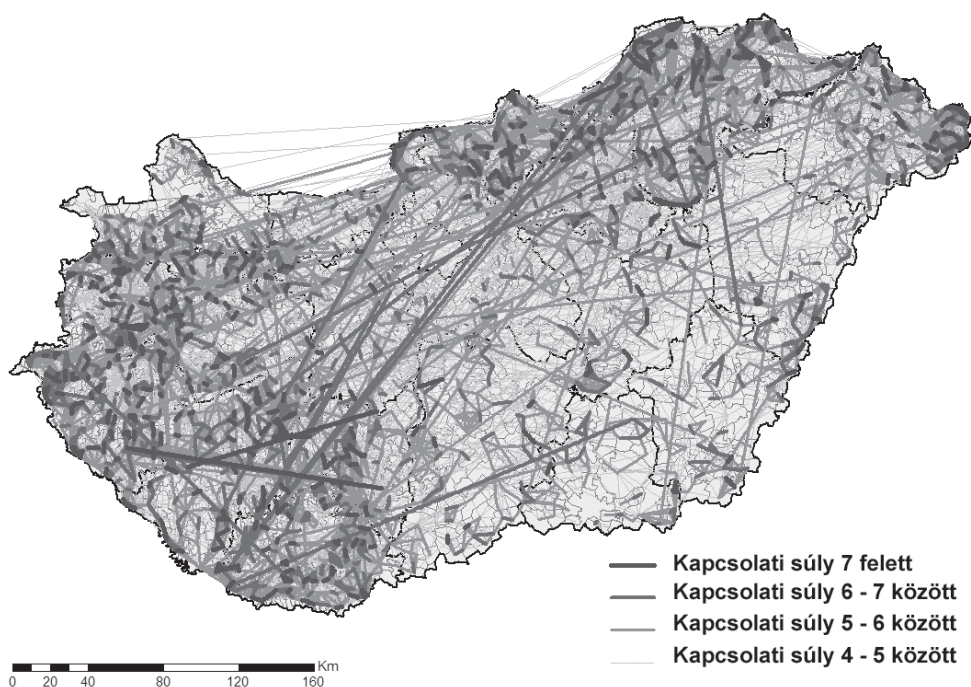 Kapcsolati súly 7 felett
Kapcsolati súly 6 - 7 között
Kapcsolati súly 5 - 6 között
Kapcsolati súly 4 - 5 között
Km
0 20 40 80 120 160